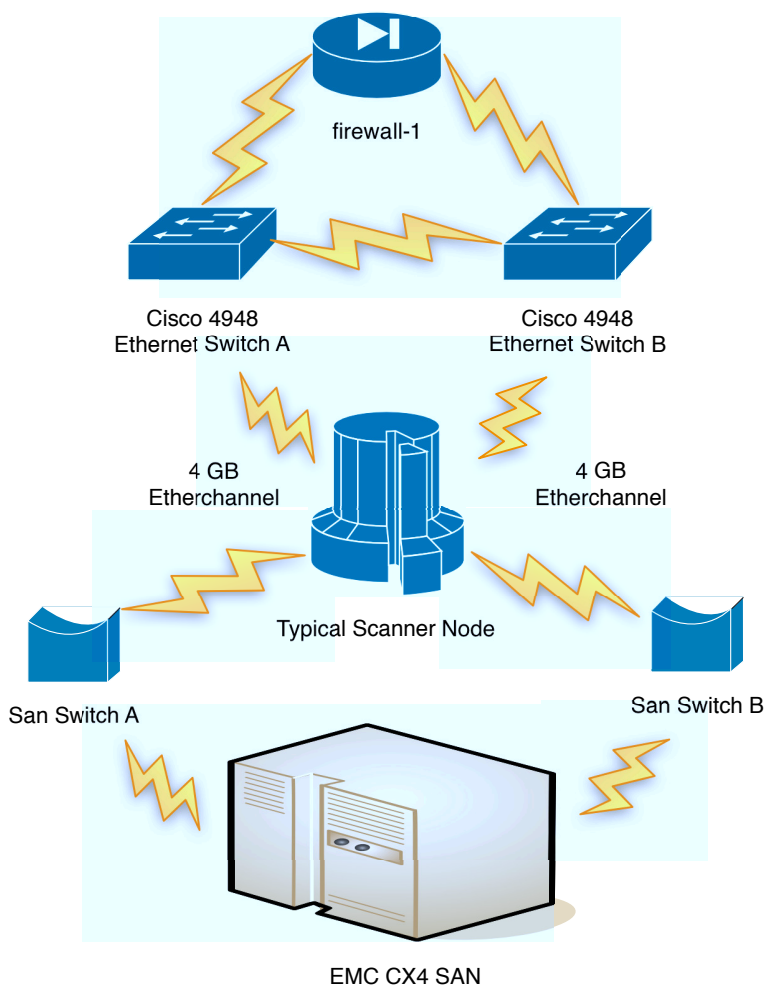 firewall-1
Cisco 4948
Ethernet Switch A
Cisco 4948
Ethernet Switch B
4 GB
Etherchannel
4 GB
Etherchannel
Typical Scanner Node
San Switch A
San Switch B
EMC CX4 SAN